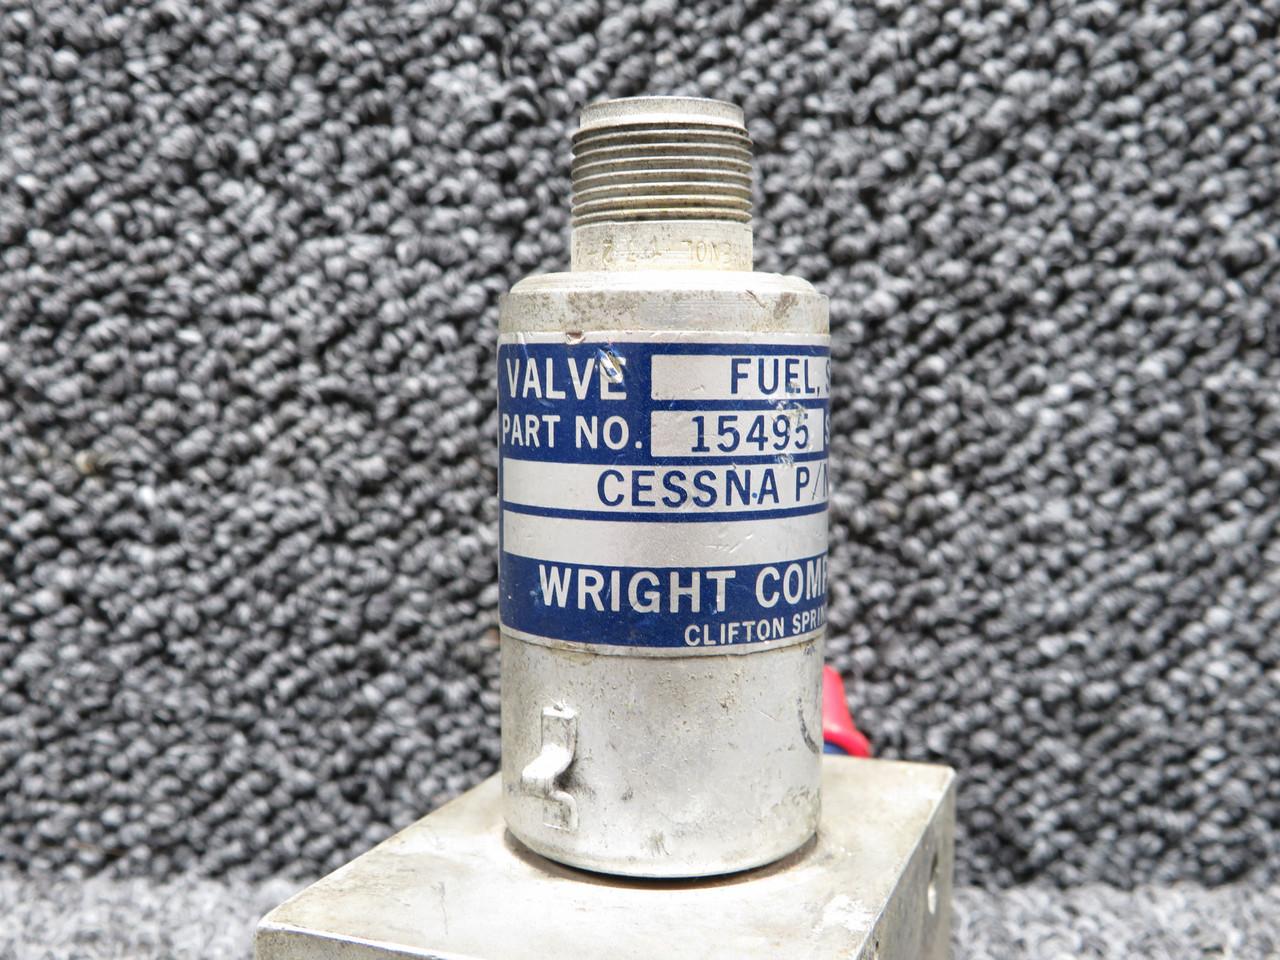 VALVE FUEL, S
PART NO. 15495 S
CESSNA P/N
WRIGHT COMP
CLIFTON SPRIN